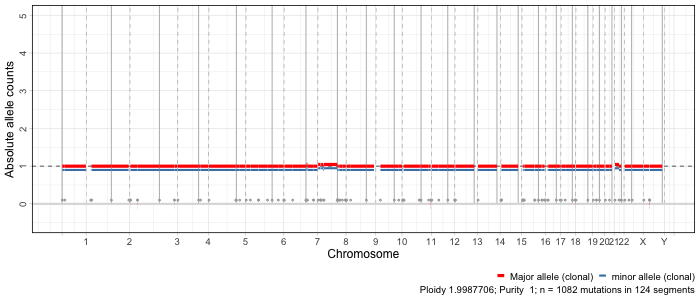 5
4
3
2
1
0
Absolute allele counts
1 2 3 4 5 6 7 8 9 10 11 12 13 14 15 16 17 18 19 20 21 22 X Y
Chromosome
Major allele (clonal) minor allele (clonal)
Ploidy 1.9987706; Purity 1; n = 1082 mutations in 124 segments